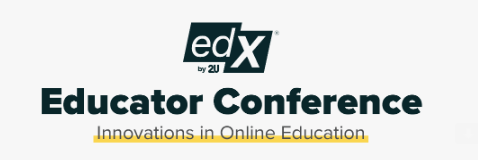 edX®
by 2U
Educator Conference
Innovations in Online Education